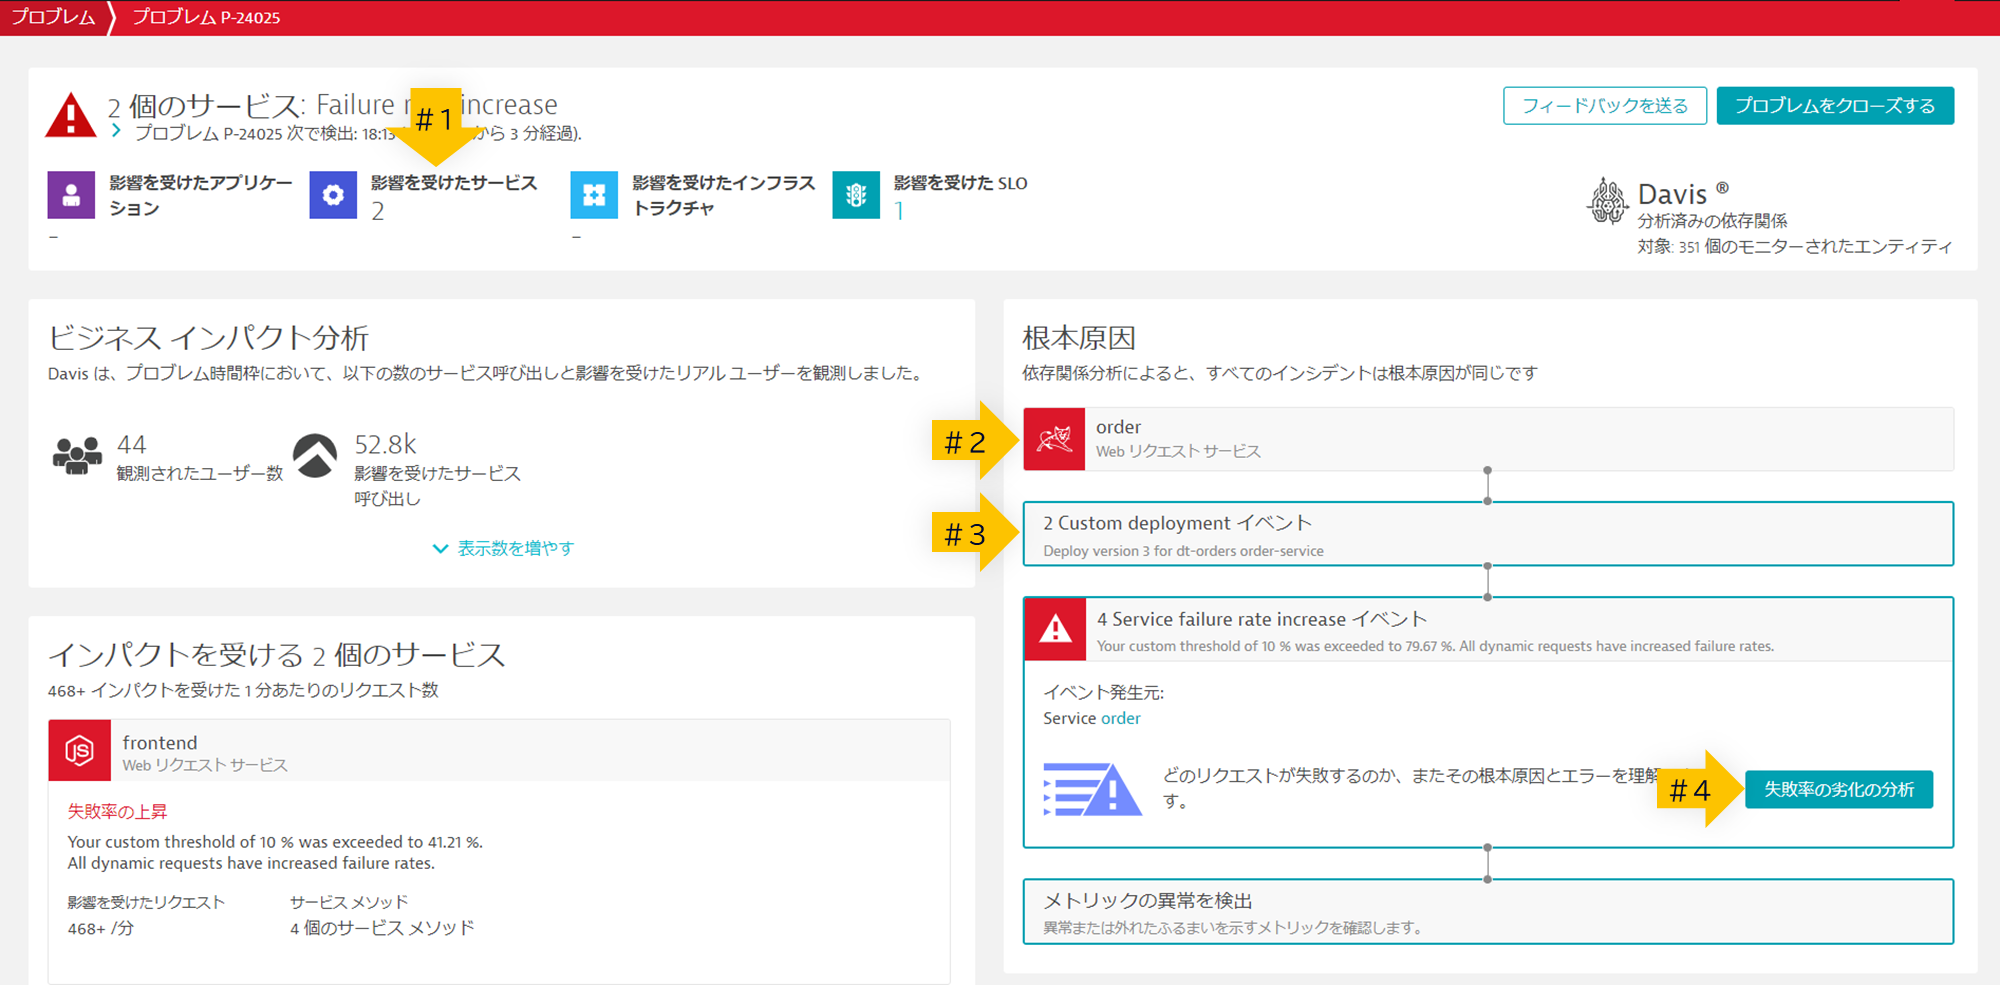 プロブレム
プロブレム P-24025
2 個のサービス: Failure increase
プロブレム P-24025 次で検出: 18:13 から 3 分経過).
#1
フィードバックを送る
プロブレムをクローズする
影響を受けたアプリケー
ション
–
影響を受けたサービス
2
影響を受けたインフラス
トラクチャ
–
影響を受けた SLO
1
Davis ®
分析済みの依存関係
対象: 351 個のモニターされたエンティティ
ビジネス インパクト分析
Davis は、プロブレム時間枠において、以下の数のサービス呼び出しと影響を受けたリアル ユーザーを観測しました。
44
観測されたユーザー数
52.8k
影響を受けたサービス
呼び出し
表示数を増やす
インパクトを受ける 2 個のサービス
468+ インパクトを受けた 1 分あたりのリクエスト数
JS
frontend
Web リクエスト サービス
失敗率の上昇
Your custom threshold of 10 % was exceeded to 41.21 %.
All dynamic requests have increased failure rates.
影響を受けたリクエスト
468+ /分
サービス メソッド
4 個のサービス メソッド
根本原因
依存関係分析によると、すべてのインシデントは根本原因が同じです
#2
order
Web リクエスト サービス
#3
2 Custom deployment イベント
Deploy version 3 for dt-orders order-service
4 Service failure rate increase イベント
Your custom threshold of 10 % was exceeded to 79.67 %. All dynamic requests have increased failure rates.
イベント発生元:
Service order
どのリクエストが失敗するのか、またその根本原因とエラーを理解
す。
#4
失敗率の劣化の分析
メトリックの異常を検出
異常または外れたふるまいを示すメトリックを確認します。